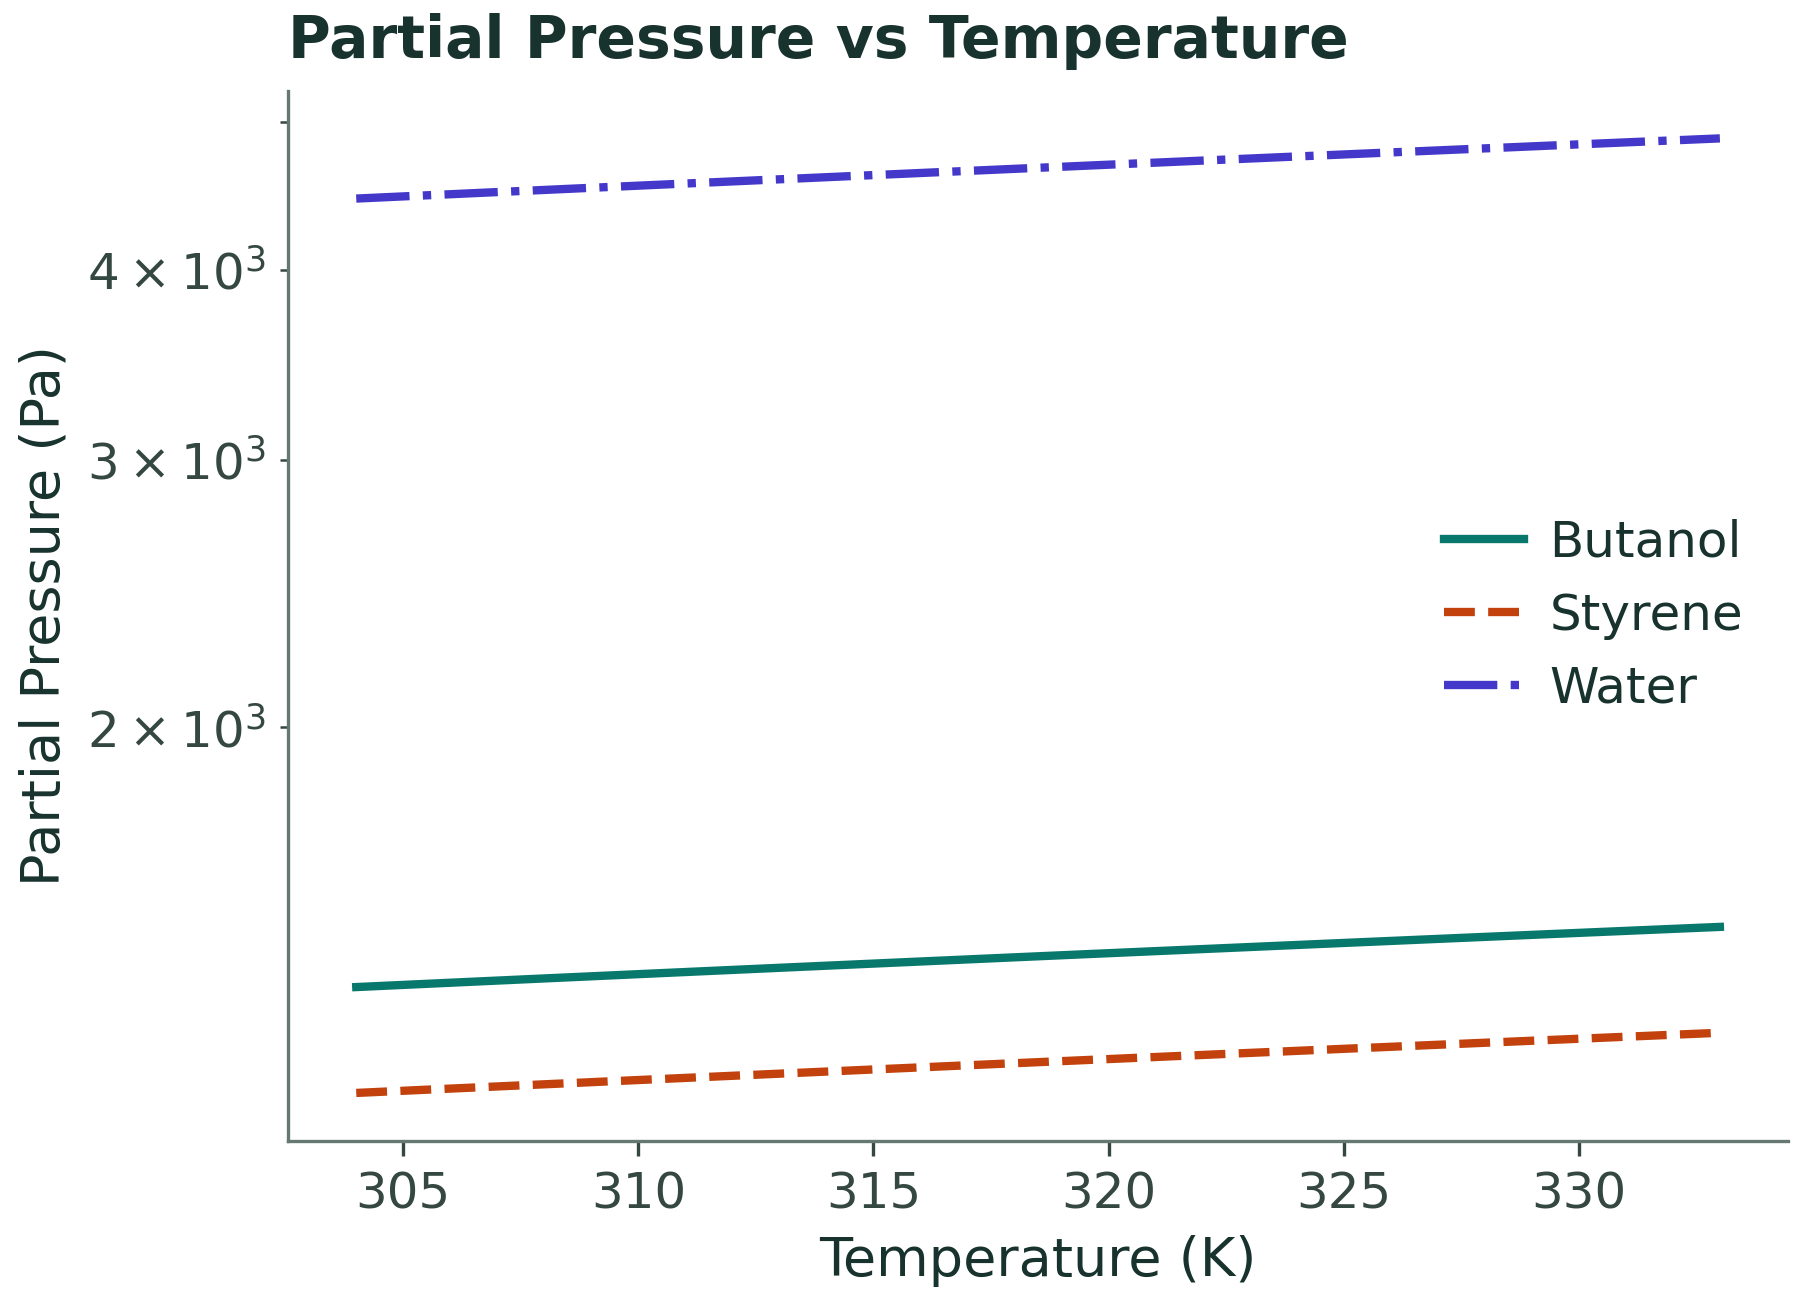 Partial Pressure vs Temperature
Partial Pressure (Pa)
4 × 10³
3 × 10³
2 × 10³
Butanol
Styrene
Water
305 310 315 320 325 330
Temperature (K)